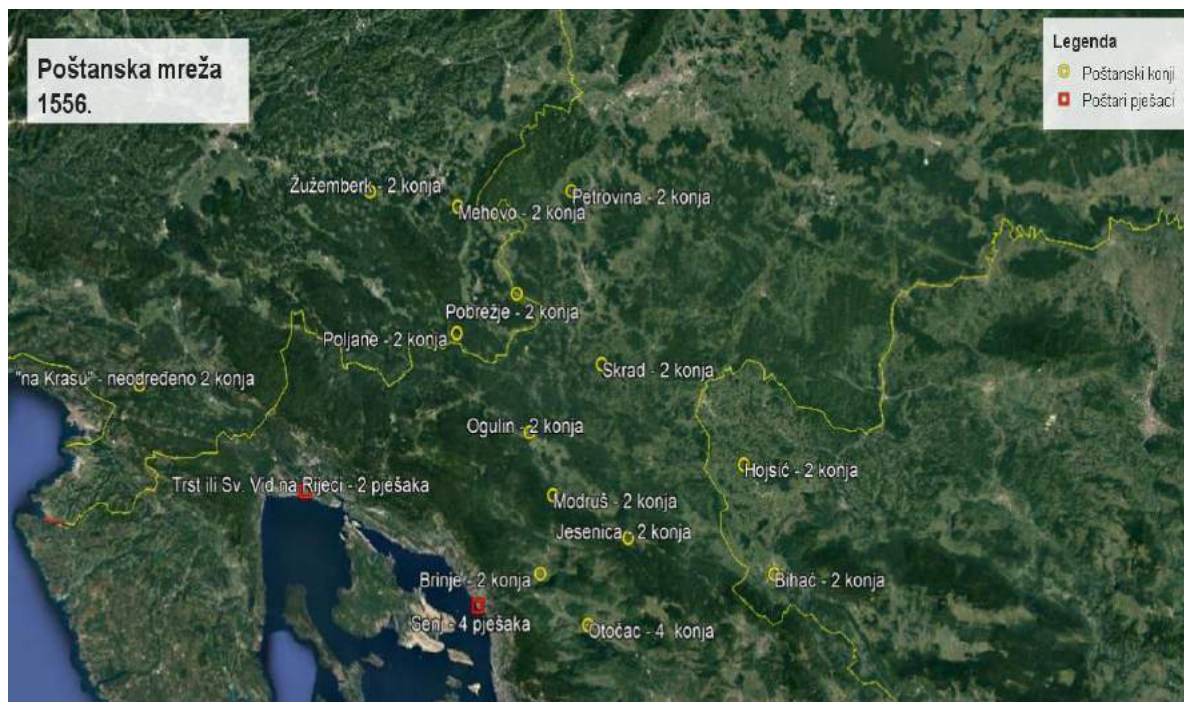 Poštanska mreža
1556.
Legenda
Poštanski konji
Poštari pješaci
Žužemberk - 2 konja
Mehovo - 2 konja
Petrovina - 2 konja
Pobrežje - 2 konja
Poljane - 2 konja
Skrad - 2 konja
"na Krasu" - neodređeno 2 konja
Ogulin - 2 konja
Hojsić - 2 konja
Trst ili Sv. Vid na Rijeci - 2 pješaka
Modruš - 2 konja
Jesenica - 2 konja
Brinje - 2 konja
Bihać - 2 konja
Senj - 4 pješaka
Otočac - 4 konja